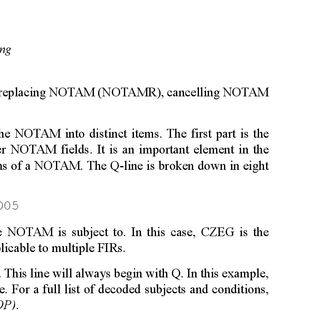 ng
replacing NOTAM (NOTAMR), cancelling NOTAM
he NOTAM into distinct items. The first part is the
er NOTAM fields. It is an important element in the
ns of a NOTAM. The Q-line is broken down in eight
005
e NOTAM is subject to. In this case, CZEG is the
licable to multiple FIRs.
. This line will always begin with Q. In this example,
e. For a full list of decoded subjects and conditions,
OP).